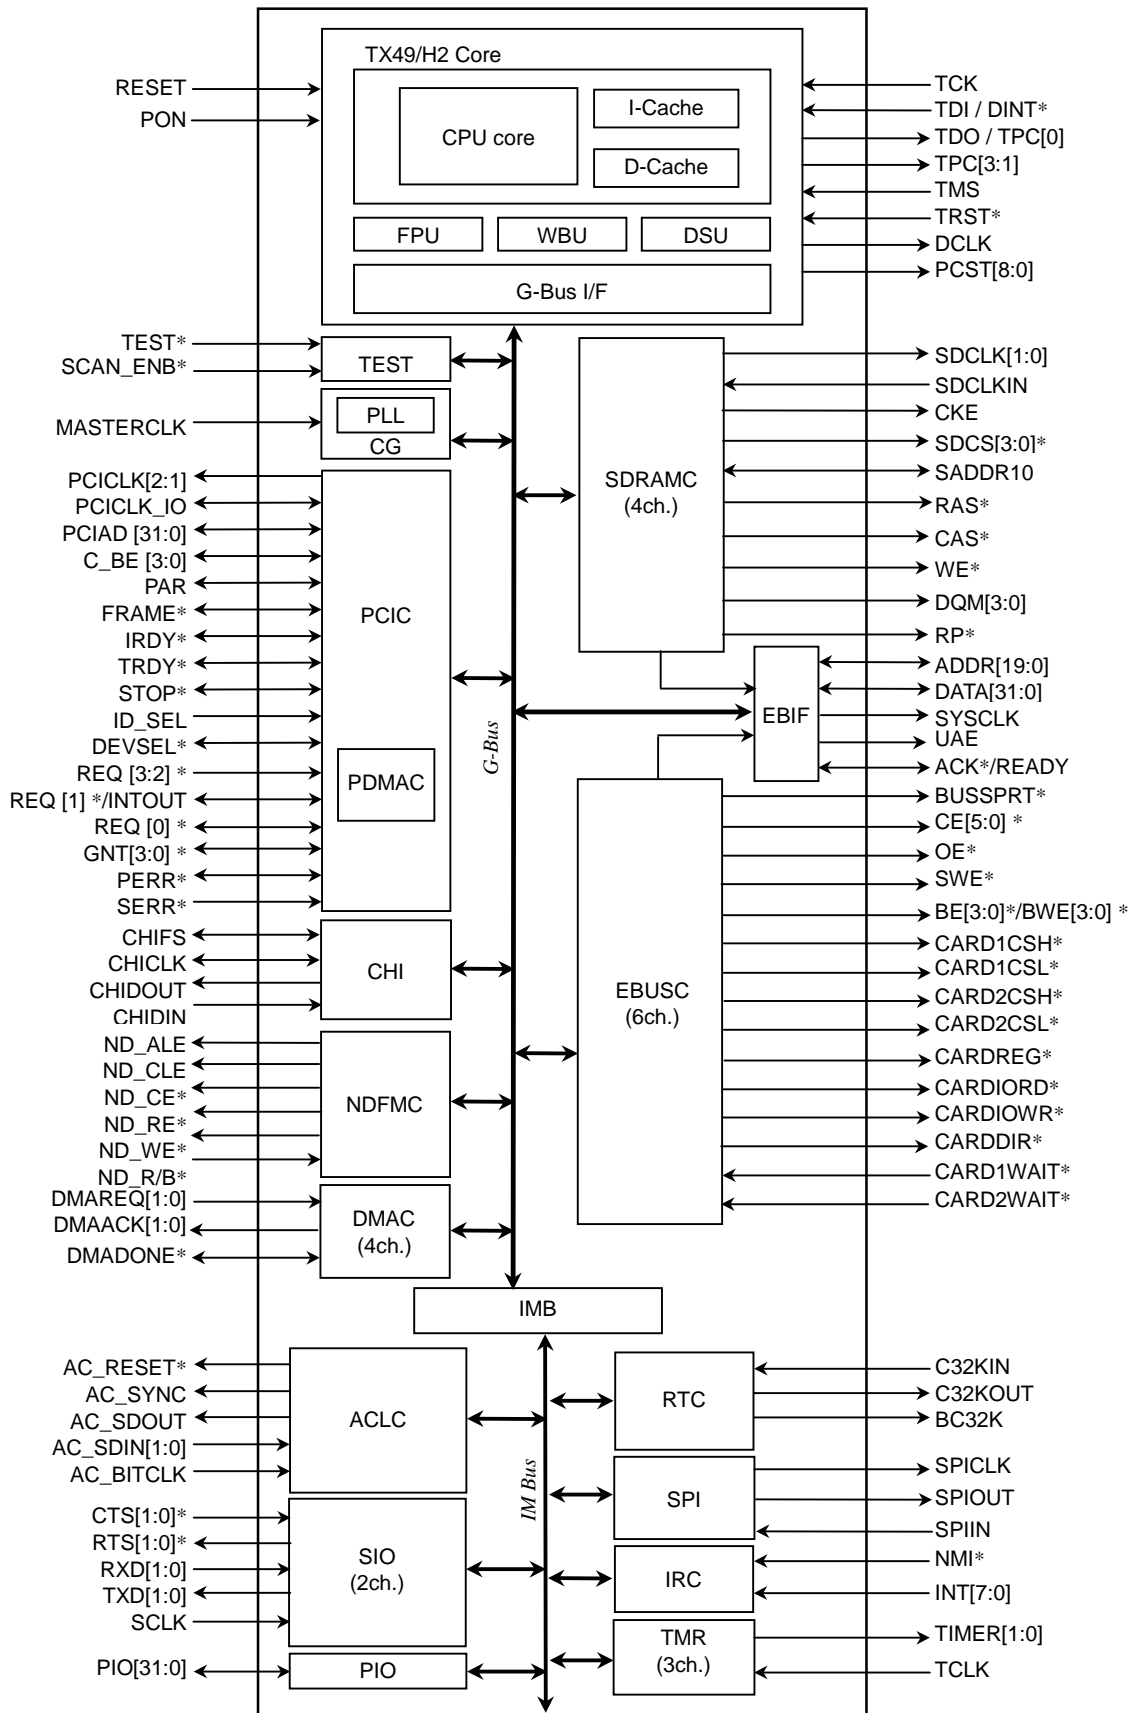 TX49/H2 Core
CPU core
I-Cache
D-Cache
FPU
WBU
DSU
G-Bus I/F
RESET
PON
TCK
TDI / DINT*
TDO / TPC[0]
TPC[3:1]
TMS
TRST*
DCLK
PCST[8:0]
TEST*
SCAN_ENB*
TEST
MASTERCLK
PLL
CG
PCICLK[2:1]
PCICLK_IO
PCIAD [31:0]
C_BE [3:0]
PAR
FRAME*
IRDY*
TRDY*
STOP*
ID_SEL
DEVSEL*
REQ [3:2] *
REQ [1] */INTOUT
REQ [0] *
GNT[3:0] *
PERR*
SERR*
PCIC
PDMAC
G-Bus
SDRAMC
(4ch.)
SDCLK[1:0]
SDCLKIN
CKE
SDCS[3:0]*
SADDR10
RAS*
CAS*
WE*
DQM[3:0]
RP*
EBIF
ADDR[19:0]
DATA[31:0]
SYSCLK
UAE
ACK*/READY
EBUSC
(6ch.)
BUSSPRT*
CE[5:0] *
OE*
SWE*
BE[3:0]*/BWE[3:0] *
CARD1CSH*
CARD1CSL*
CARD2CSH*
CARD2CSL*
CARDREG*
CARDIORD*
CARDIOWR*
CARDDIR*
CARD1WAIT*
CARD2WAIT*
CHIFS
CHICLK
CHIDOUT
CHIDIN
CHI
ND_ALE
ND_CLE
ND_CE*
ND_RE*
ND_WE*
ND_R/B*
NDFMC
DMAREQ[1:0]
DMAACK[1:0]
DMADONE*
DMAC
(4ch.)
IMB
AC_RESET*
AC_SYNC
AC_SDOUT
AC_SDIN[1:0]
AC_BITCLK
ACLC
IM Bus
RTC
C32KIN
C32KOUT
BC32K
SPI
SPICLK
SPIOUT
SPIIN
CTS[1:0]*
RTS[1:0]*
RXD[1:0]
TXD[1:0]
SCLK
SIO
(2ch.)
IRC
NMI*
INT[7:0]
TMR
(3ch.)
TIMER[1:0]
TCLK
PIO[31:0]
PIO